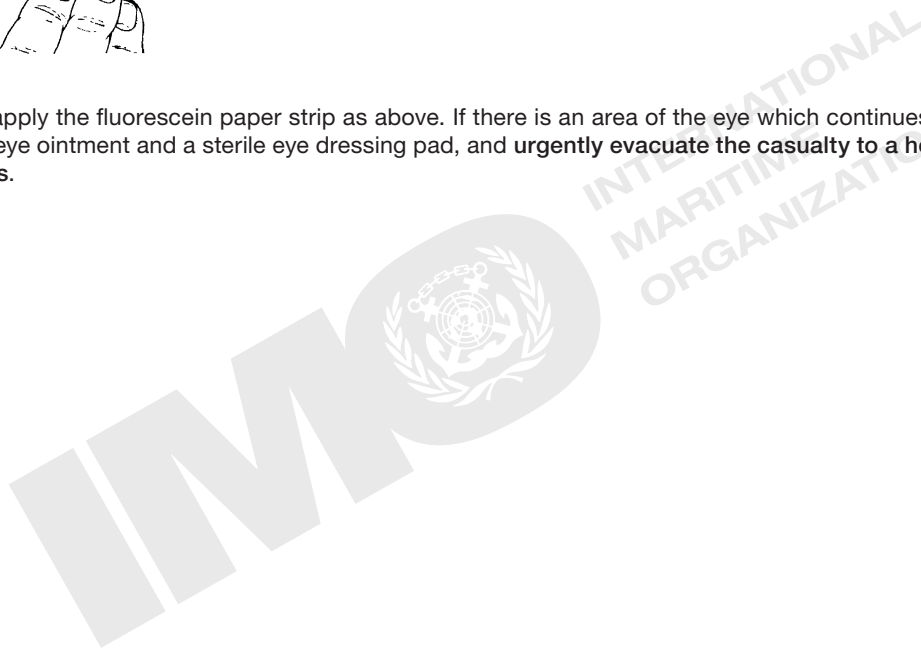 apply the fluorescein paper strip as above. If there is an area of the eye which continues
eye ointment and a sterile eye dressing pad, and urgently evacuate the casualty to a
s.
INTERNATIONAL
MARITIME
ORGANIZATIO
IMO